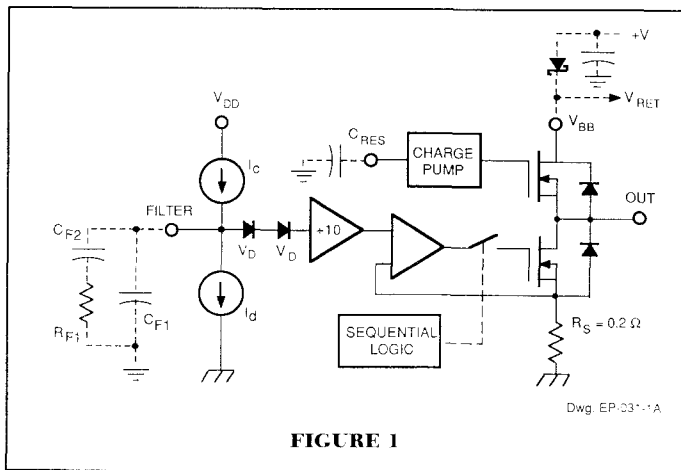 +V
V_RET
V_BB
V_DD
C_RES
CHARGE PUMP
I_C
FILTER
OUT
C_F2
V_D
V_D
÷10
R_F1
C_F1
I_d
SEQUENTIAL LOGIC
R_S = 0.2 Ω
Dwg. EP-031-1A
FIGURE 1